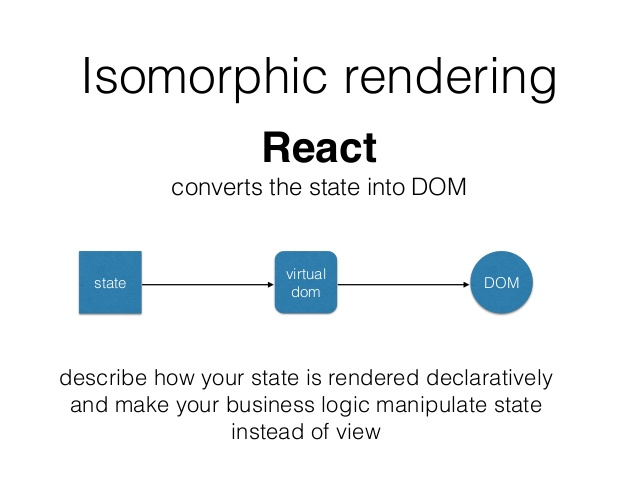 Isomorphic rendering
React
converts the state into DOM
state
virtual
dom
DOM
describe how your state is rendered declaratively
and make your business logic manipulate state
instead of view